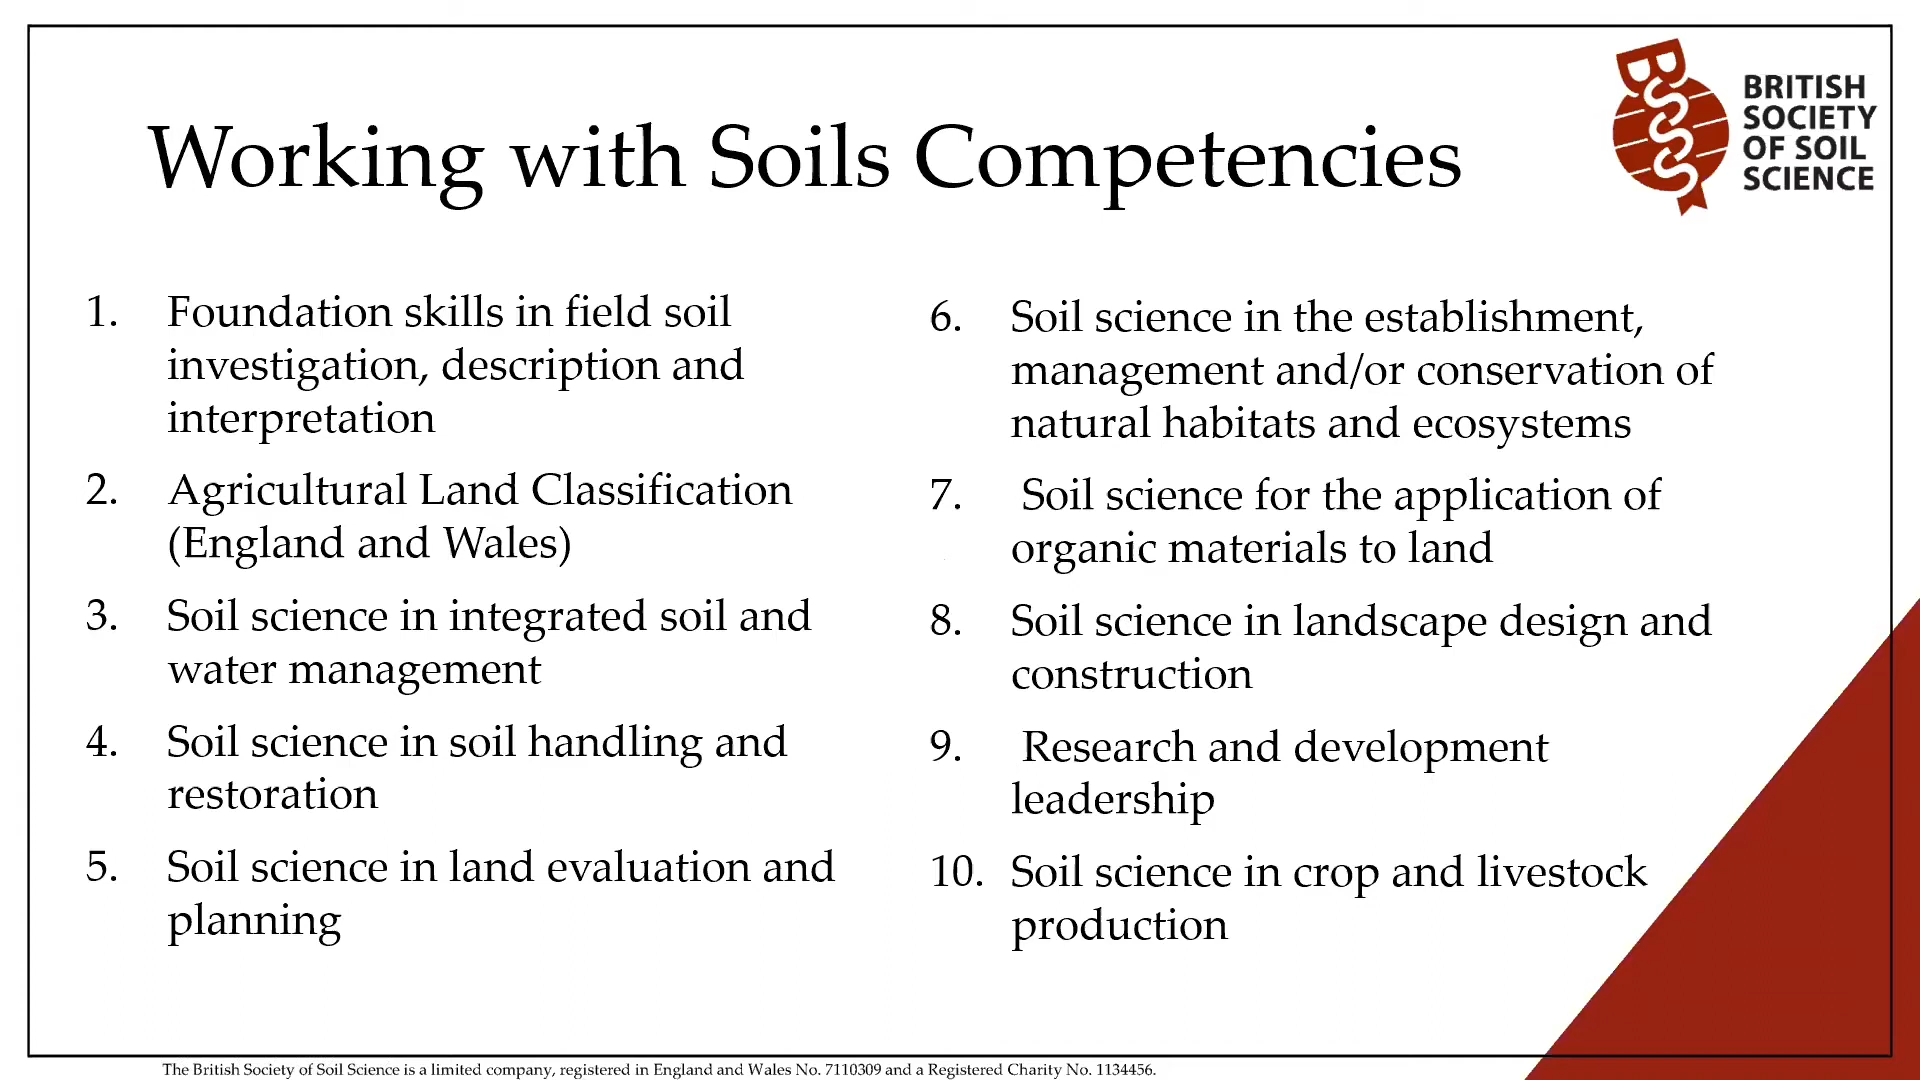 BSSS
BRITISH
SOCIETY
OF SOIL
SCIENCE
Working with Soils Competencies
1. Foundation skills in field soil
investigation, description and
interpretation
2. Agricultural Land Classification
(England and Wales)
3. Soil science in integrated soil and
water management
4. Soil science in soil handling and
restoration
5. Soil science in land evaluation and
planning
6. Soil science in the establishment,
management and/or conservation of
natural habitats and ecosystems
7. Soil science for the application of
organic materials to land
8. Soil science in landscape design and
construction
9. Research and development
leadership
10. Soil science in crop and livestock
production
The British Society of Soil Science is a limited company, registered in England and Wales No. 7110309 and a Registered Charity No. 1134456.